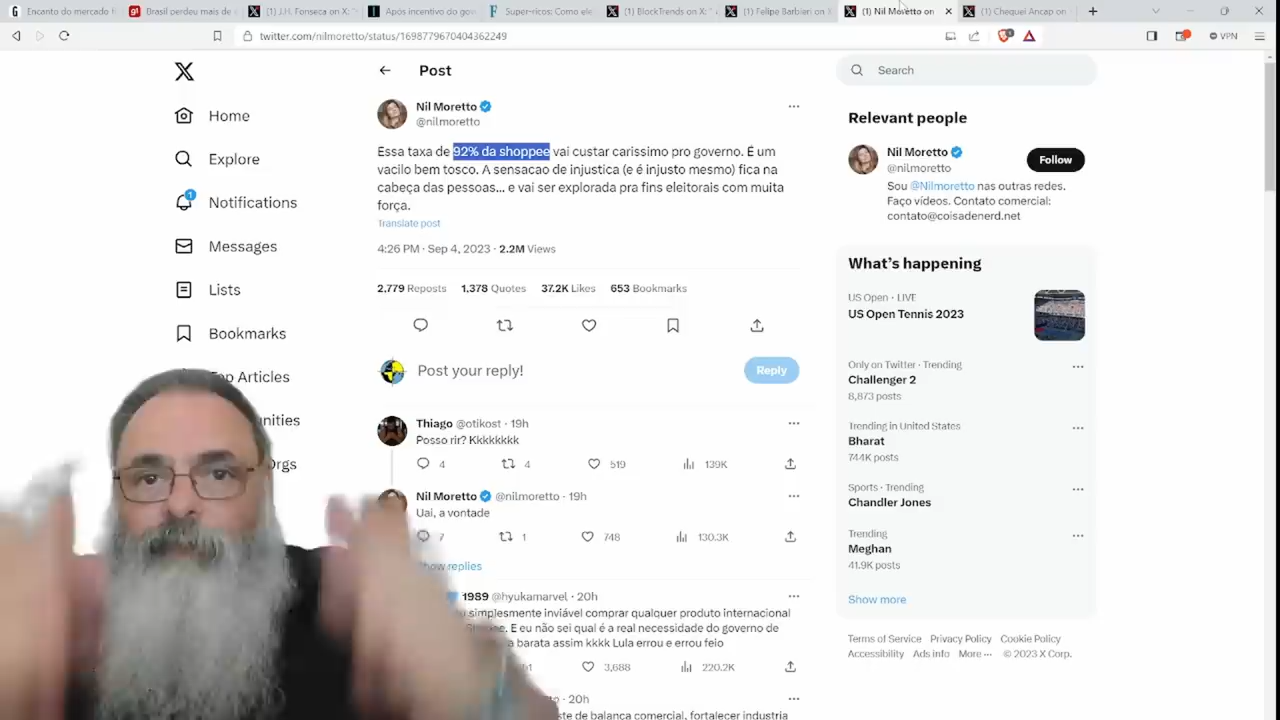 Encanto do mercado
g1 Brasil perdeu mais de
(1) J.H. Fonseca on X: "
Após incentivo do gov
Super-ricos: Como ele
(1) BlockTrends on X: "
(1) Felipe Barbieri on X
(1) Nil Moretto on
(1) Chequei Ancap on
twitter.com/nilmoretto/status/1698779670404362249
VPN
Home
Explore
1
Notifications
Messages
Lists
Bookmarks
Top Articles
Orgs
Post
Nil Moretto
@nilmoretto
Essa taxa de 92% da shoppee vai custar carissimo pro governo. É um
vacilo bem tosco. A sensacao de injustica (e é injusto mesmo) fica na
cabeça das pessoas... e vai ser explorada pra fins eleitorais com muita
força.
Translate post
4:26 PM · Sep 4, 2023 · 2.2M Views
2,779 Reposts 1,378 Quotes 37.2K Likes 653 Bookmarks
Post your reply!
Reply
Thiago @otikost · 19h
Posso rir? Kkkkkkkk
4 4 519 139K
Nil Moretto @nilmoretto · 19h
Uai, a vontade
7 1 748 130.3K
replies
1989 @hyukamarvel · 20h
simplesmente inviável comprar qualquer produto internacional
E eu não sei qual é a real necessidade do governo de
barata assim kkkk Lula errou e errou feio
3,688 220.2K
· 20h
de balança comercial, fortalecer industria
Search
Relevant people
Nil Moretto
@nilmoretto
Follow
Sou @Nilmoretto nas outras redes.
Faço vídeos. Contato comercial:
contato@coisadenerd.net
What's happening
US Open · LIVE
US Open Tennis 2023
Only on Twitter · Trending
Challenger 2
8,873 posts
Trending in United States
Bharat
744K posts
Sports · Trending
Chandler Jones
Trending
Meghan
41.9K posts
Show more
Terms of Service Privacy Policy Cookie Policy
Accessibility Ads info More ··· © 2023 X Corp.